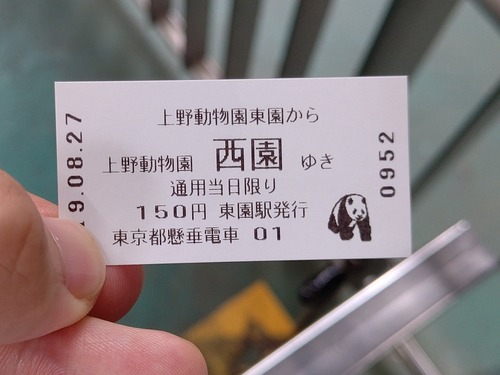 上野動物園東園から
上野動物園 西園 ゆき
通用当日限り
150円 東園駅発行
東京都懸垂電車 01
9.08.27
0952